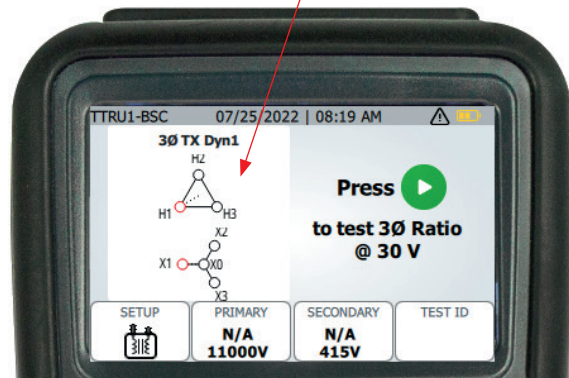 TTRU1-BSC 07/25/2022 | 08:19 AM
3Ø TX Dyn1
H2
H1 H3
X2
X1 X0
X3
Press
to test 3Ø Ratio
@ 30 V
SETUP PRIMARY SECONDARY TEST ID
N/A N/A
11000V 415V